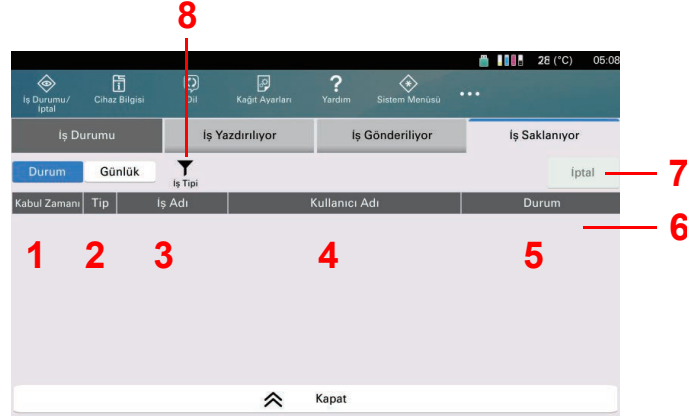 8
28 (°C) 05:08
İş Durumu/ Cihaz Bilgisi Dil Kağıt Ayarları Yardım Sistem Menüsü ...
İptal
İş Durumu İş Yazdırılıyor İş Gönderiliyor İş Saklanıyor
Durum Günlük İş Tipi İptal 7
Kabul Zamanı Tip İş Adı Kullanıcı Adı Durum
6
1 2 3 4 5
Kapat